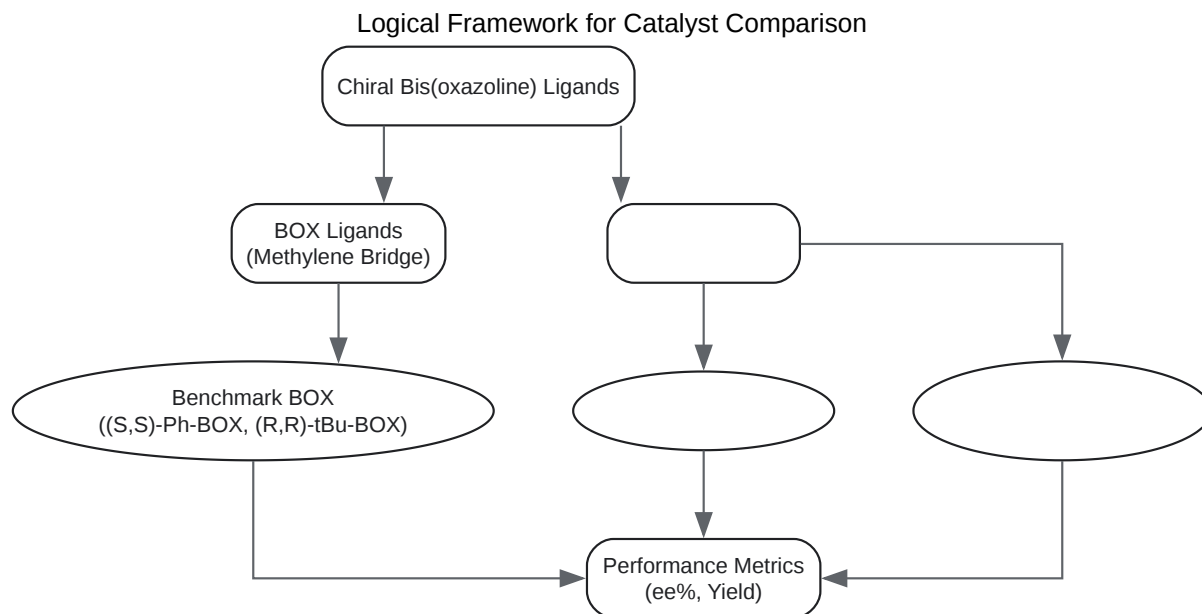 Logical Framework for Catalyst Comparison
Chiral Bis(oxazoline) Ligands
BOX Ligands
(Methylene Bridge)
Benchmark BOX
((S,S)-Ph-BOX, (R,R)-tBu-BOX)
Performance Metrics
(ee%, Yield)